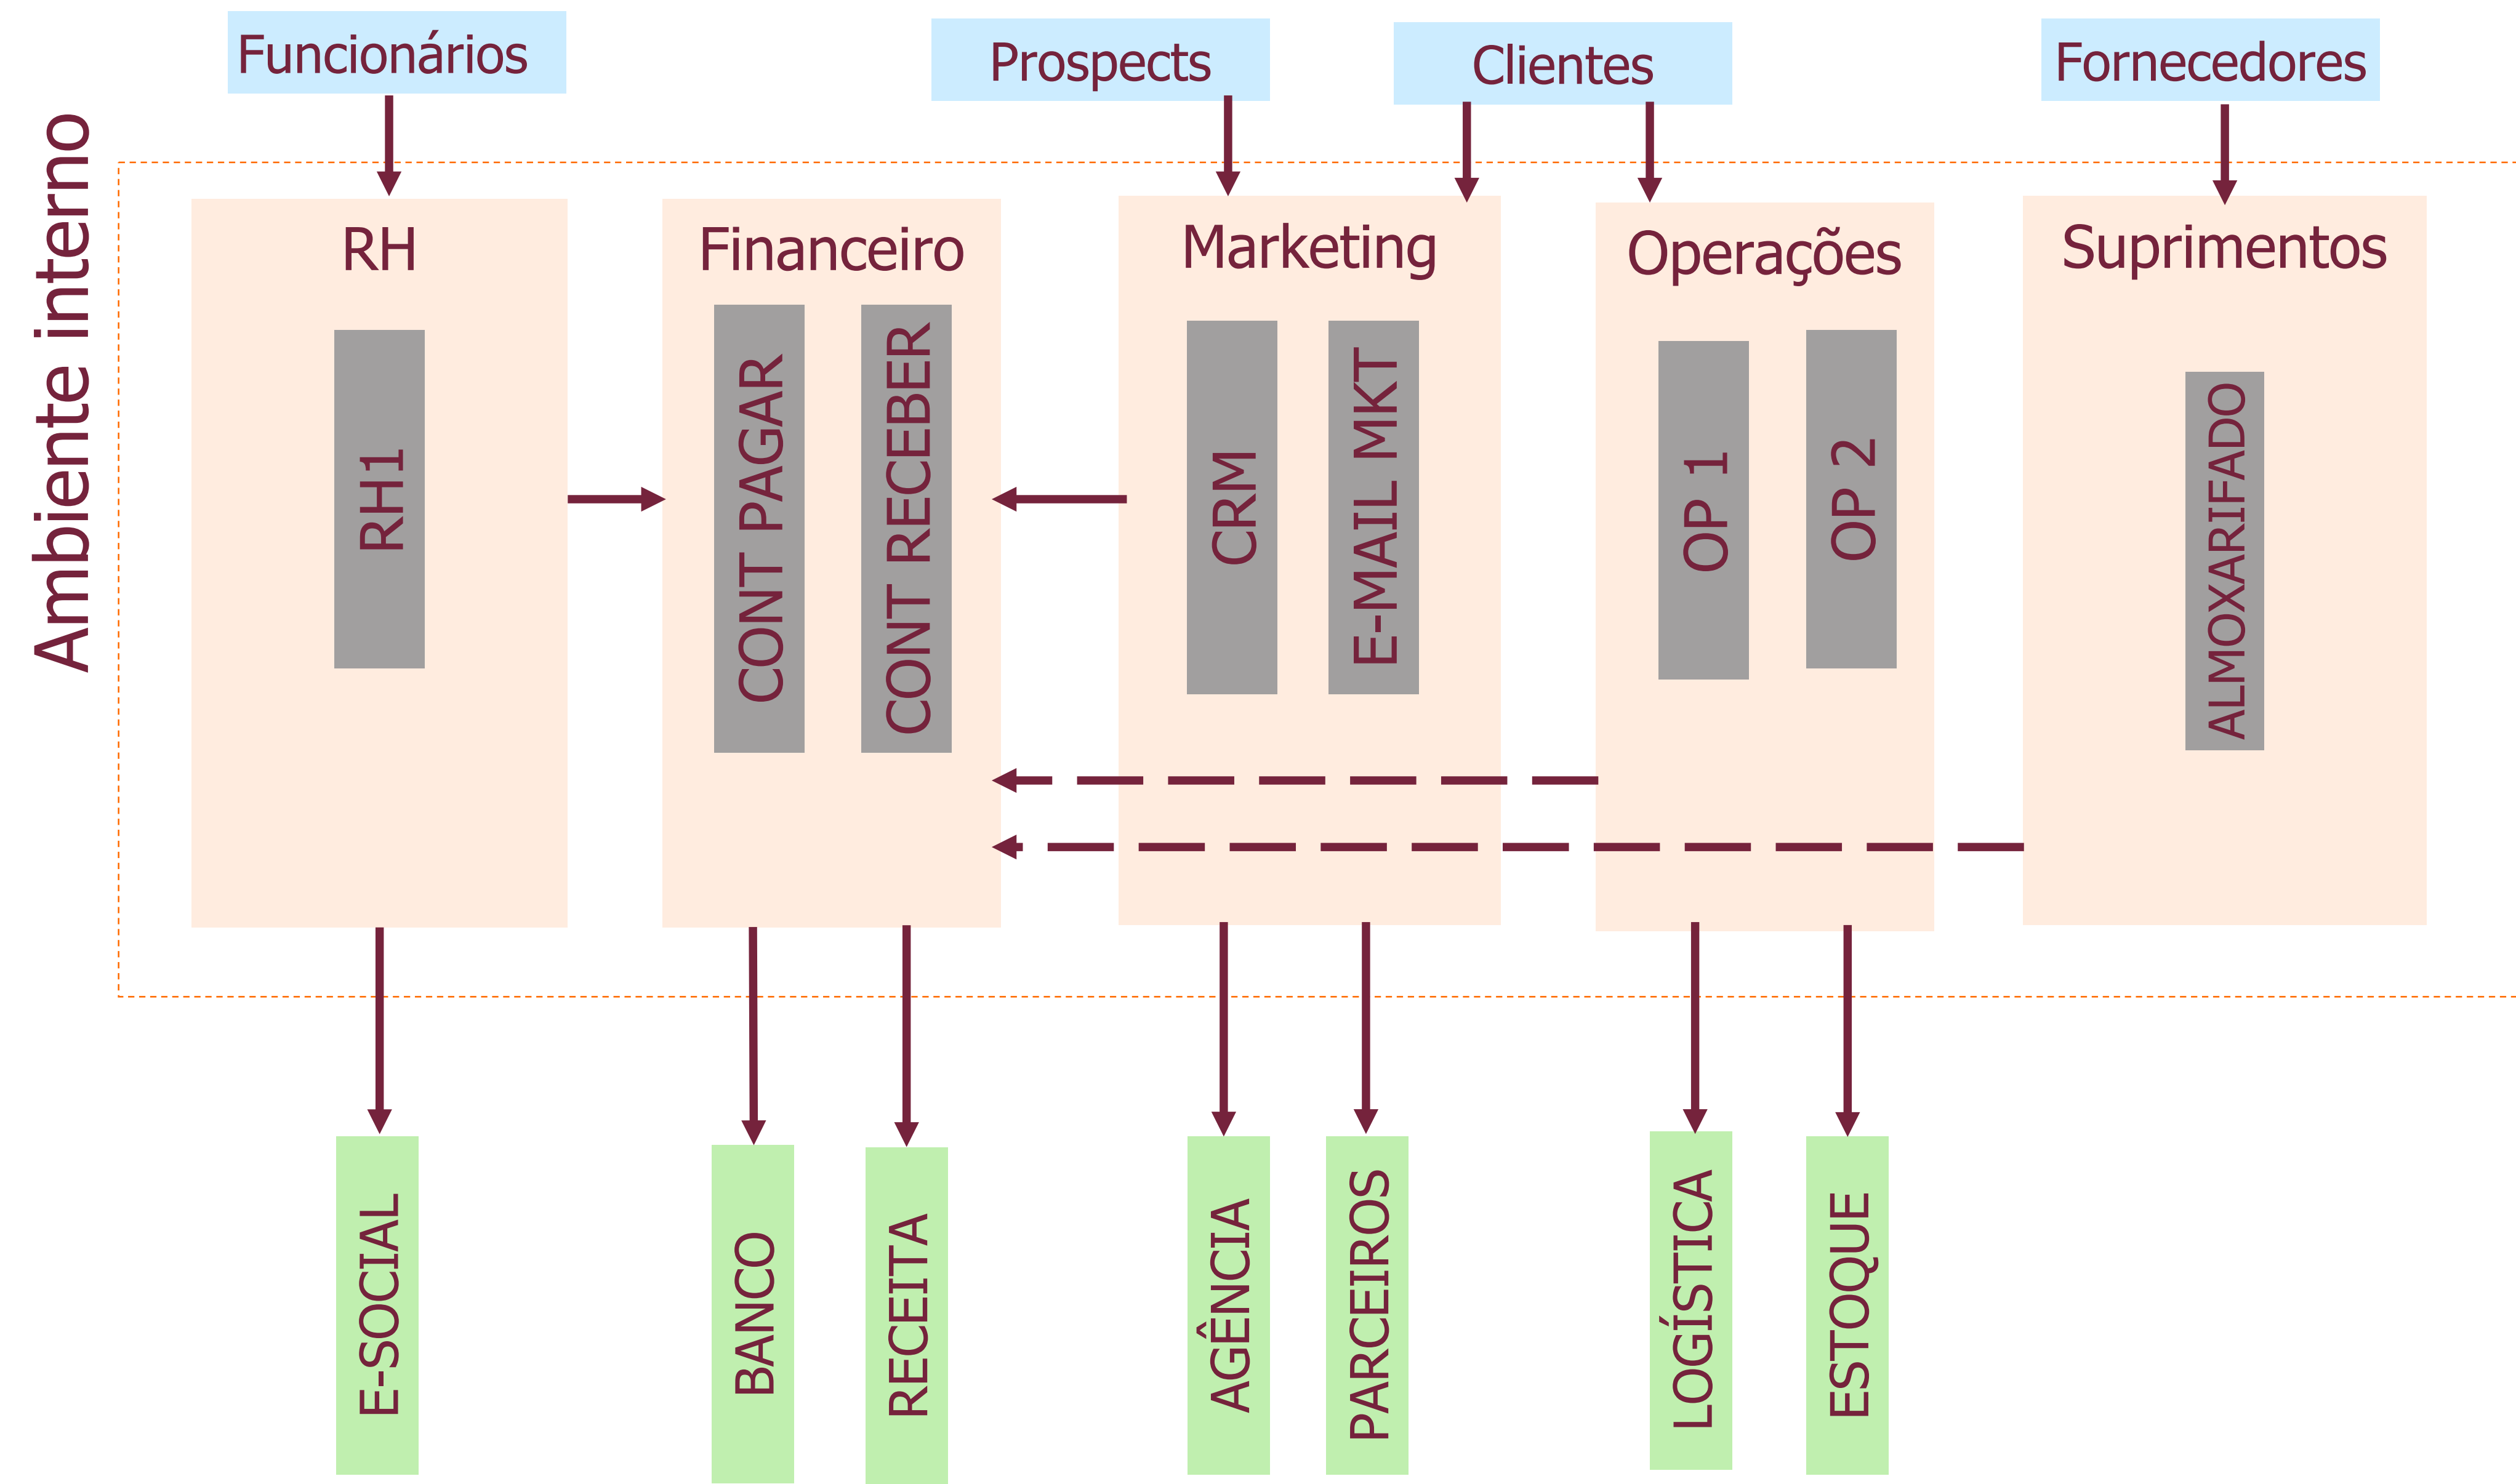 Funcionários
Prospects
Clientes
Fornecedores
Ambiente interno
RH
Financeiro
Marketing
Operações
Suprimentos
RH1
CONT PAGAR
CONT RECEBER
CRM
E-MAIL MKT
OP 1
OP 2
ALMOXARIFADO
E-SOCIAL
BANCO
RECEITA
AGÊNCIA
PARCEIROS
LOGÍSTICA
ESTOQUE